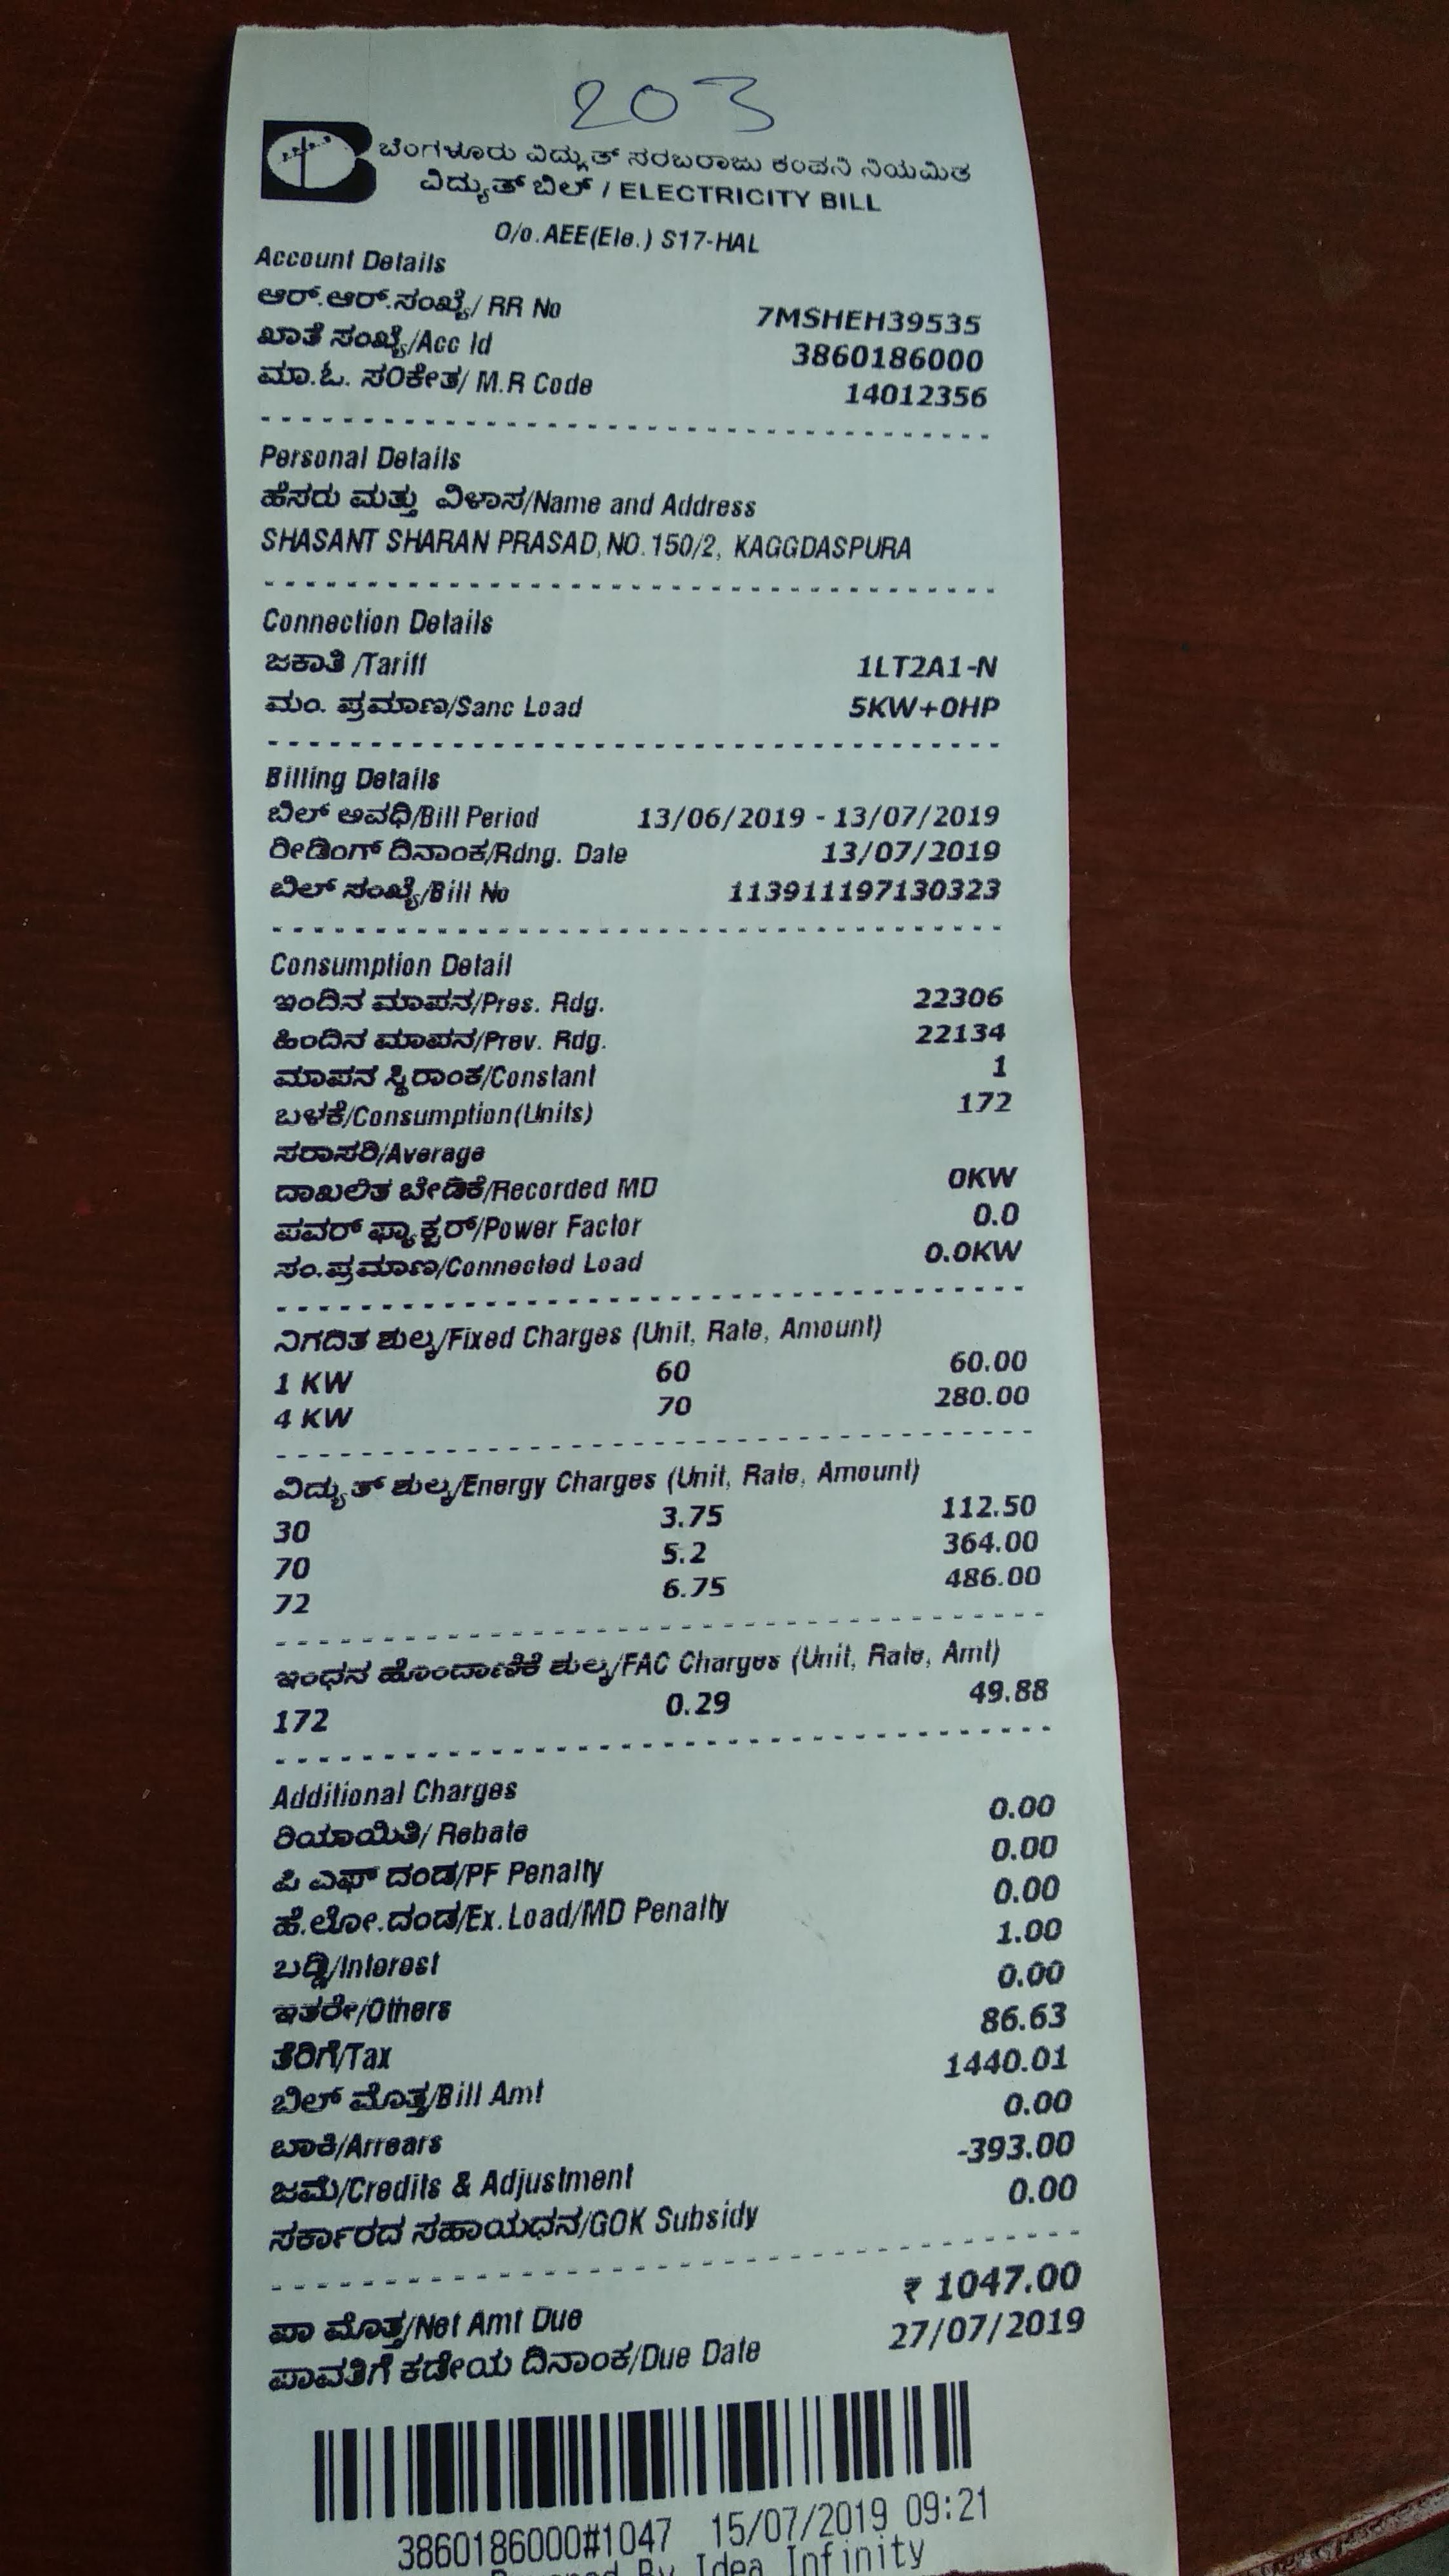 203
ಬೆಂಗಳೂರು ವಿದ್ಯುತ್ ಸರಬರಾಜು ಕಂಪನಿ ನಿಯಮಿತ
ವಿದ್ಯುತ್ ಬಿಲ್ / ELECTRICITY BILL
O/o.AEE(Ele.) S17-HAL
Account Details
ಆರ್.ಆರ್.ಸಂಖ್ಯೆ/ RR No 7MSHEH39535
ಖಾತೆ ಸಂಖ್ಯೆ/Acc Id 3860186000
ಮಾ.ಓ. ಸಂಕೇತ/ M.R Code 14012356
Personal Details
ಹೆಸರು ಮತ್ತು ವಿಳಾಸ/Name and Address
SHASANT SHARAN PRASAD,NO.150/2, KAGGDASPURA
Connection Details
ಜಕಾತಿ /Tariff 1LT2A1-N
ಮಂ. ಪ್ರಮಾಣ/Sanc Load 5KW+0HP
Billing Details
ಬಿಲ್ ಅವಧಿ/Bill Period 13/06/2019 - 13/07/2019
ರೀಡಿಂಗ್ ದಿನಾಂಕ/Rdng. Date 13/07/2019
ಬಿಲ್ ಸಂಖ್ಯೆ/Bill No 113911197130323
Consumption Detail
ಇಂದಿನ ಮಾಪನ/Pres. Rdg. 22306
ಹಿಂದಿನ ಮಾಪನ/Prev. Rdg. 22134
ಮಾಪನ ಸ್ಥಿರಾಂಕ/Constant 1
ಬಳಕೆ/Consumption(Units) 172
ಸರಾಸರಿ/Average
ದಾಖಲಿತ ಬೇಡಿಕೆ/Recorded MD 0KW
ಪವರ್ ಫ್ಯಾಕ್ಟರ್/Power Factor 0.0
ಸಂ.ಪ್ರಮಾಣ/Connected Load 0.0KW
ನಿಗದಿತ ಶುಲ್ಕ/Fixed Charges (Unit, Rate, Amount)
1 KW 60 60.00
4 KW 70 280.00
ವಿದ್ಯುತ್ ಶುಲ್ಕ/Energy Charges (Unit, Rate, Amount)
30 3.75 112.50
70 5.2 364.00
72 6.75 486.00
ಇಂಧನ ಹೊಂದಾಣಿಕೆ ಶುಲ್ಕ/FAC Charges (Unit, Rate, Amt)
172 0.29 49.88
Additional Charges
ರಿಯಾಯಿತಿ/ Rebate 0.00
ಪಿ ಎಫ್ ದಂಡ/PF Penalty 0.00
ಹೆ.ಲೋ.ದಂಡ/Ex.Load/MD Penalty 0.00
ಬಡ್ಡಿ/Interest 1.00
ಇತರೇ/Others 0.00
ತೆರಿಗೆ/Tax 86.63
ಬಿಲ್ ಮೊತ್ತ/Bill Amt 1440.01
ಬಾಕಿ/Arrears 0.00
ಜಮೆ/Credits & Adjustment -393.00
ಸರ್ಕಾರದ ಸಹಾಯಧನ/GOK Subsidy 0.00
ಪಾ ಮೊತ್ತ/Net Amt Due ₹ 1047.00
ಪಾವತಿಗೆ ಕಡೇಯ ದಿನಾಂಕ/Due Date 27/07/2019
3860186000#1047 15/07/2019 09:21
By Idea Infinity